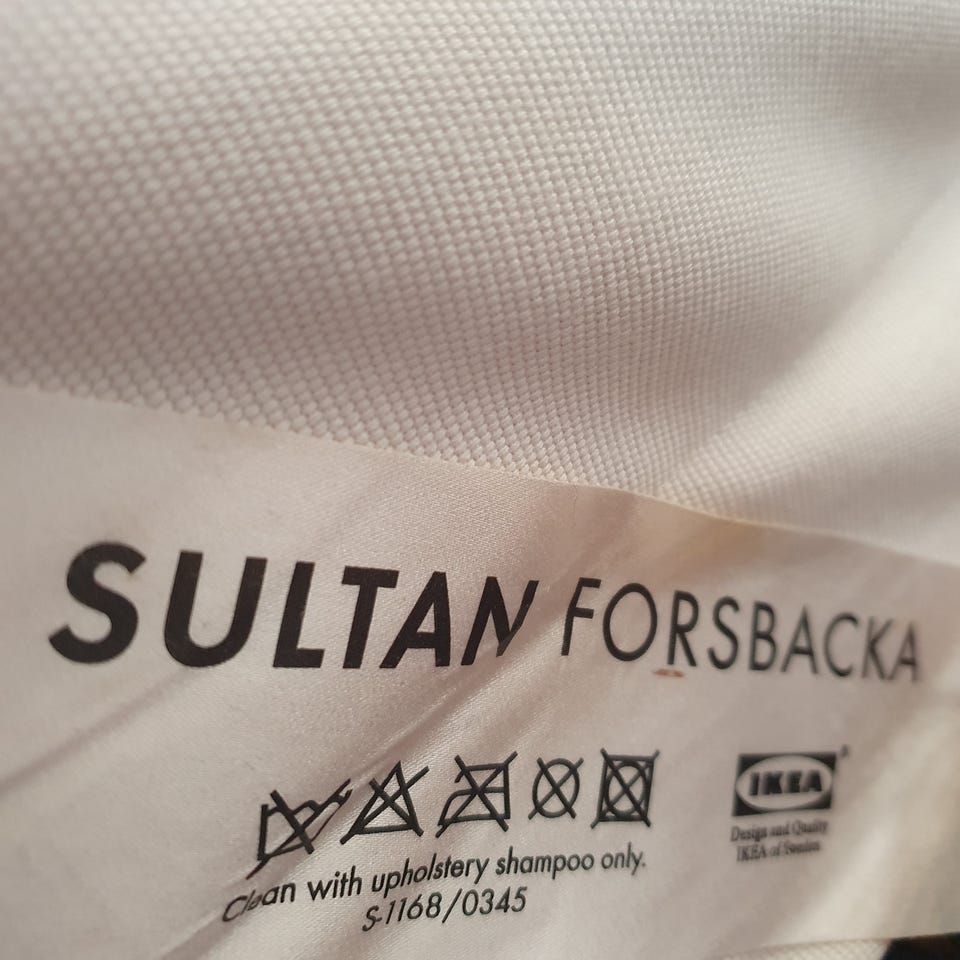 SULTAN FORSBACKA
IKEA
Design and Quality
IKEA of Sweden
Clean with upholstery shampoo only.
S-1168/0345